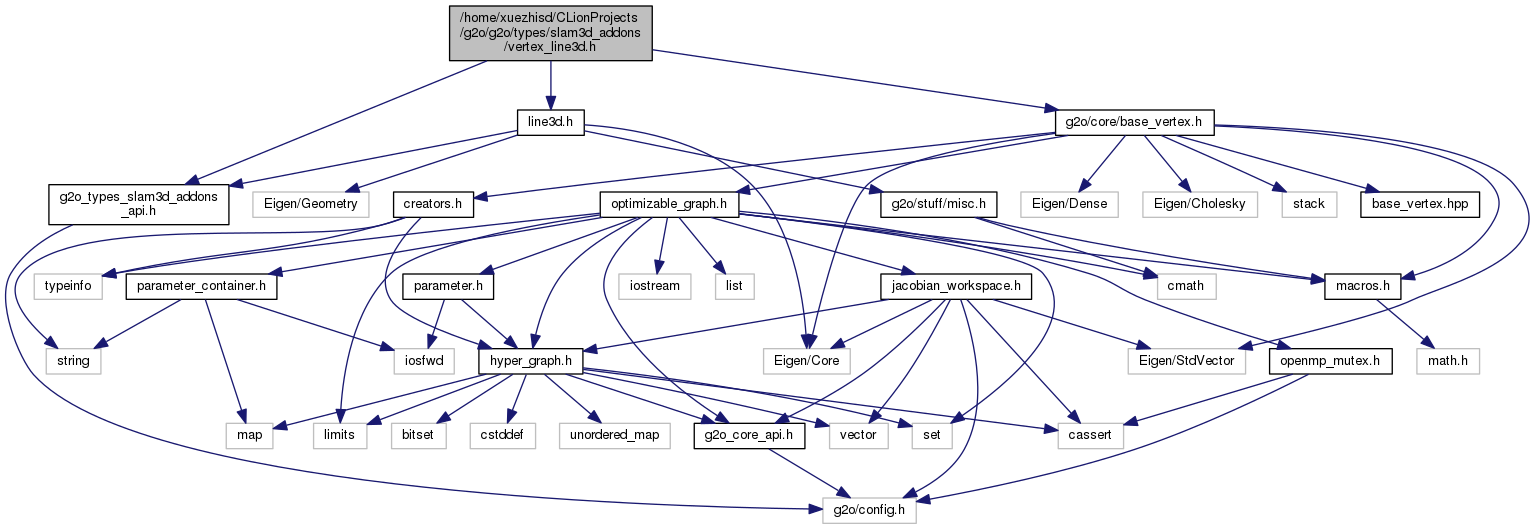 /home/xuezhisd/CLionProjects
/g2o/g2o/types/slam3d_addons
/vertex_line3d.h
line3d.h
g2o/core/base_vertex.h
g2o_types_slam3d_addons
_api.h
Eigen/Geometry
creators.h
optimizable_graph.h
g2o/stuff/misc.h
Eigen/Dense
Eigen/Cholesky
stack
base_vertex.hpp
typeinfo
parameter_container.h
parameter.h
iostream
list
jacobian_workspace.h
cmath
macros.h
string
iosfwd
hyper_graph.h
Eigen/Core
Eigen/StdVector
openmp_mutex.h
math.h
map
limits
bitset
cstddef
unordered_map
g2o_core_api.h
vector
set
cassert
g2o/config.h